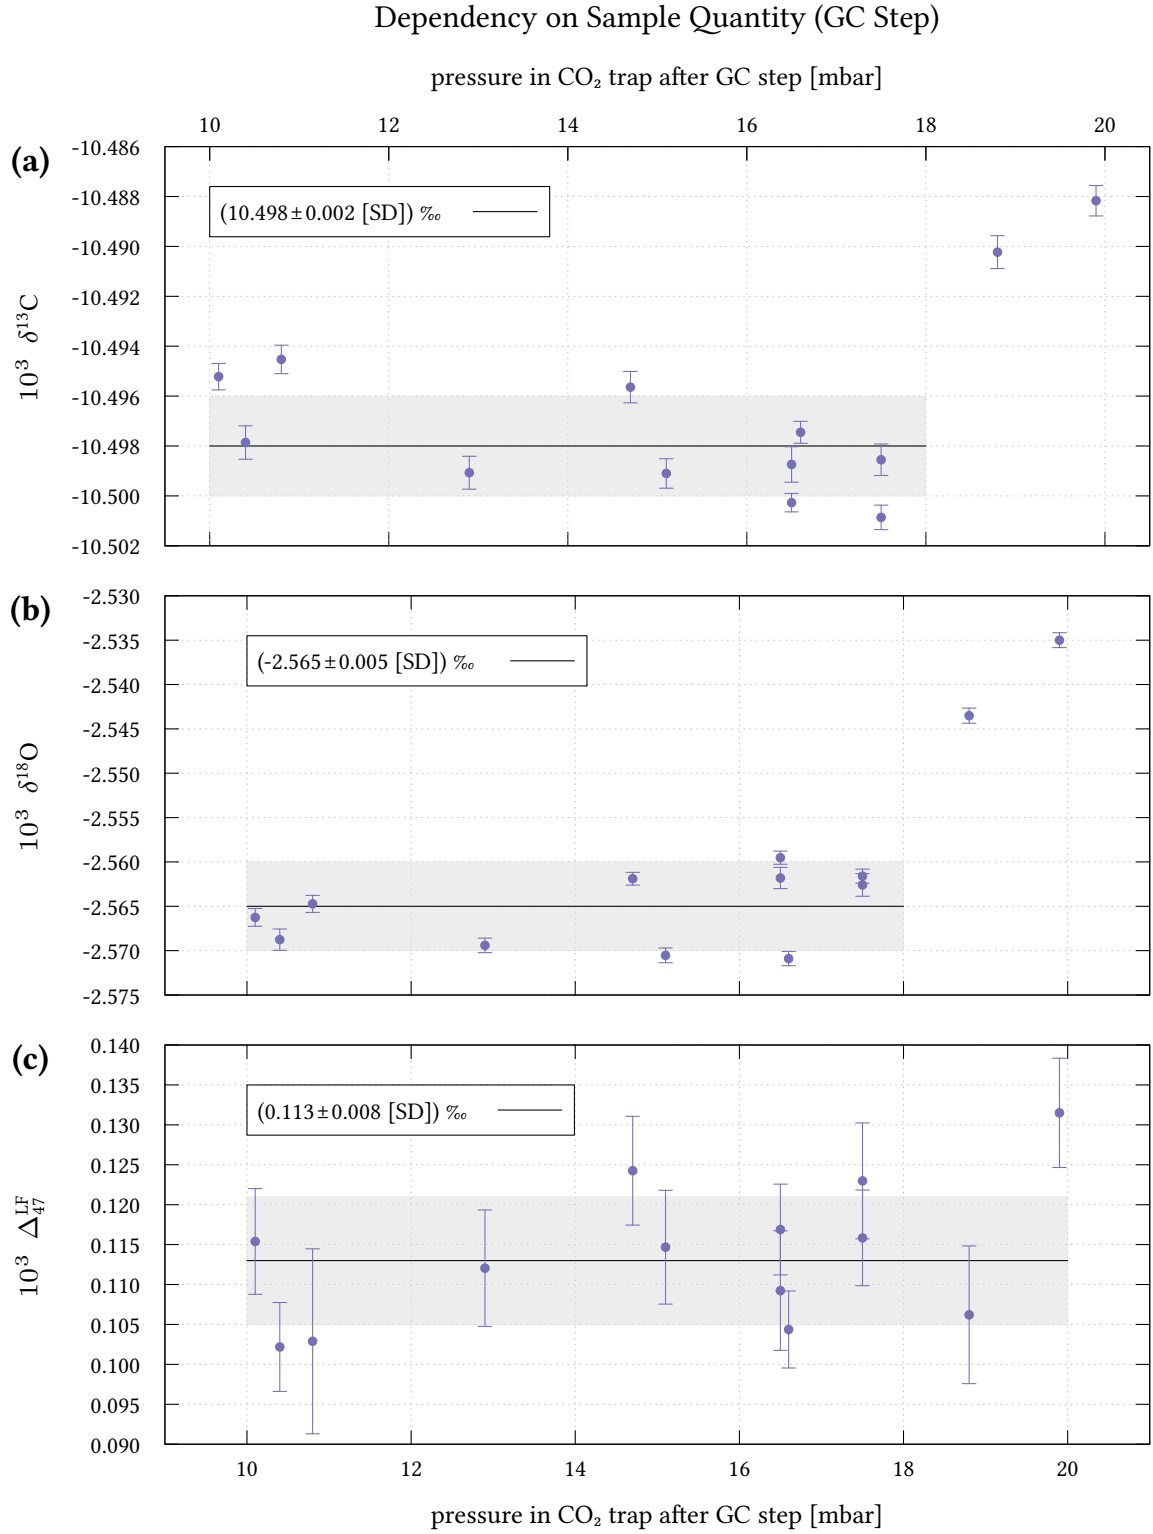 Dependency on Sample Quantity (GC Step)
pressure in CO₂ trap after GC step [mbar]
10 12 14 16 18 20
(a)
-10.486
-10.488
-10.490
-10.492
-10.494
-10.496
-10.498
-10.500
-10.502
10³ δ¹³C
(10.498±0.002 [SD]) ‰
(b)
-2.530
-2.535
-2.540
-2.545
-2.550
-2.555
-2.560
-2.565
-2.570
-2.575
10³ δ¹⁸O
(-2.565±0.005 [SD]) ‰
(c)
0.140
0.135
0.130
0.125
0.120
0.115
0.110
0.105
0.100
0.095
0.090
10³ Δ₄₇ᴸᶠ
(0.113±0.008 [SD]) ‰
10 12 14 16 18 20
pressure in CO₂ trap after GC step [mbar]